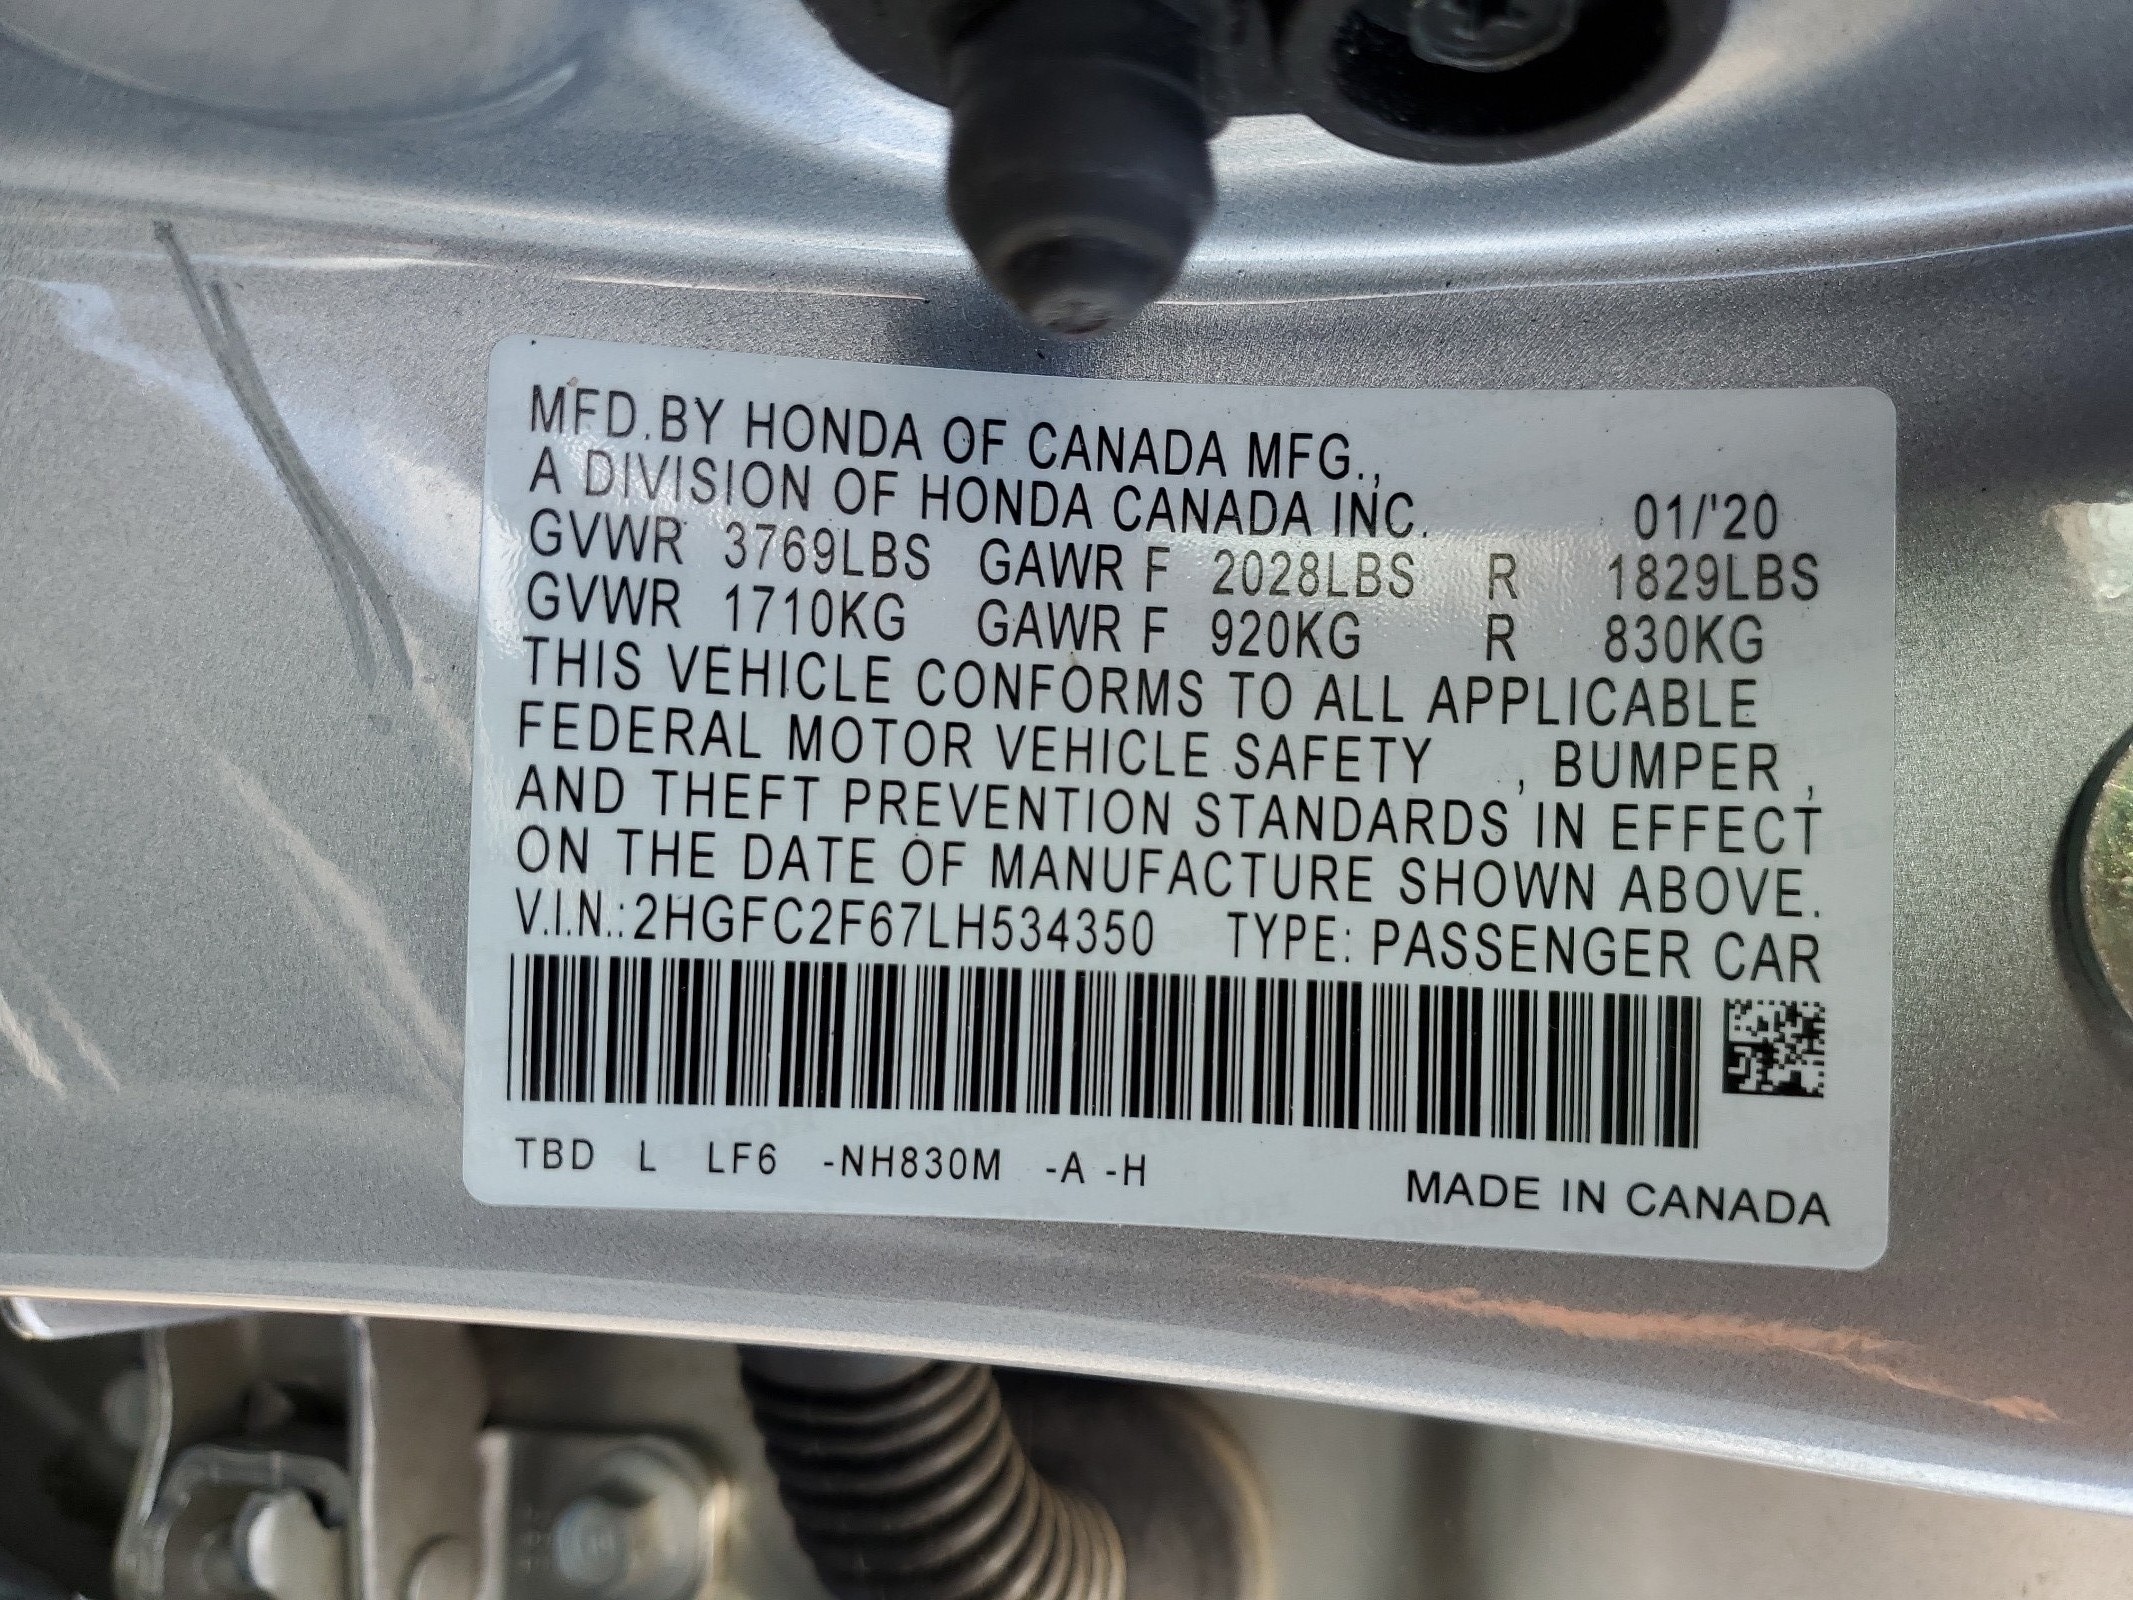 MFD.BY HONDA OF CANADA MFG.,
A DIVISION OF HONDA CANADA INC. 01/'20
GVWR 3769LBS GAWR F 2028LBS R 1829LBS
GVWR 1710KG GAWR F 920KG R 830KG
THIS VEHICLE CONFORMS TO ALL APPLICABLE
FEDERAL MOTOR VEHICLE SAFETY , BUMPER ,
AND THEFT PREVENTION STANDARDS IN EFFECT
ON THE DATE OF MANUFACTURE SHOWN ABOVE.
V.I.N.:2HGFC2F67LH534350 TYPE: PASSENGER CAR
TBD L LF6 -NH830M -A -H
MADE IN CANADA